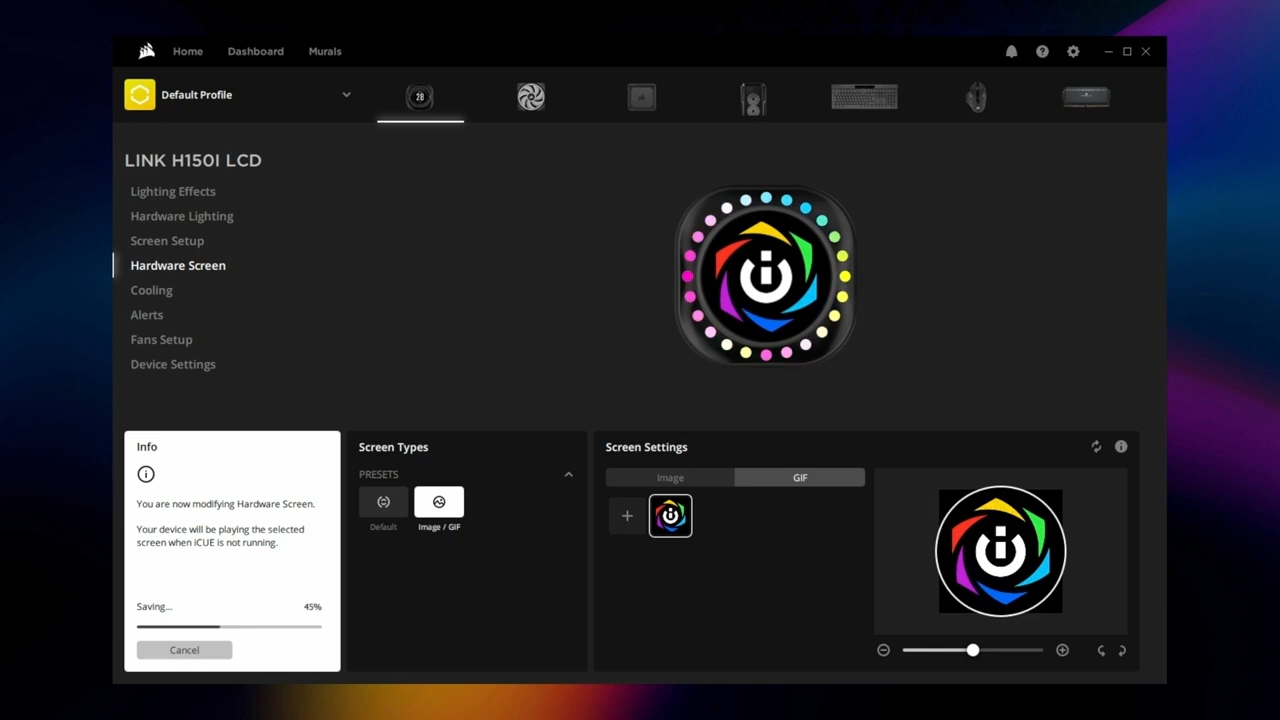 Home
Dashboard
Murals
Default Profile
28
LINK H150I LCD
Lighting Effects
Hardware Lighting
Screen Setup
Hardware Screen
Cooling
Alerts
Fans Setup
Device Settings
Info
You are now modifying Hardware Screen.
Your device will be playing the selected
screen when iCUE is not running.
Saving...
45%
Cancel
Screen Types
PRESETS
Default
Image / GIF
Screen Settings
Image
GIF